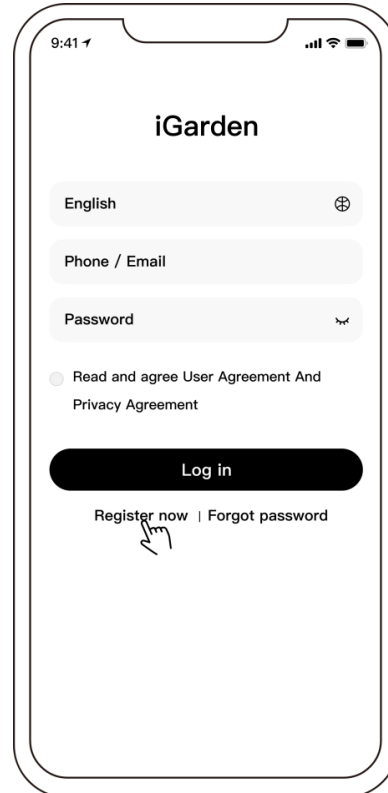 9:41
iGarden
English
Phone / Email
Password
Read and agree User Agreement And
Privacy Agreement
Log in
Register now | Forgot password